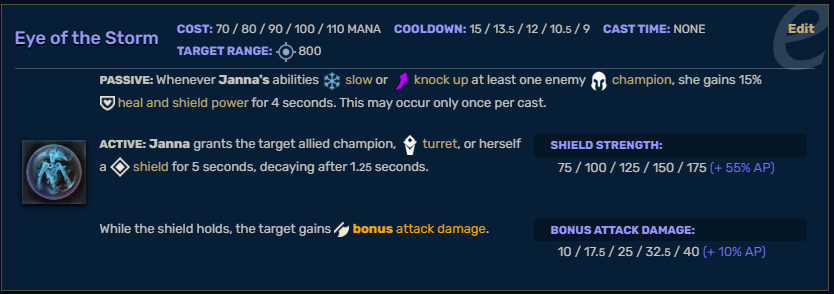 Eye of the Storm
COST: 70 / 80 / 90 / 100 / 110 MANA COOLDOWN: 15 / 13.5 / 12 / 10.5 / 9 CAST TIME: NONE
TARGET RANGE: 800
Edit
e
PASSIVE: Whenever Janna's abilities slow or knock up at least one enemy champion, she gains 15%
heal and shield power for 4 seconds. This may occur only once per cast.
ACTIVE: Janna grants the target allied champion, turret, or herself
a shield for 5 seconds, decaying after 1.25 seconds.
SHIELD STRENGTH:
75 / 100 / 125 / 150 / 175 (+ 55% AP)
While the shield holds, the target gains bonus attack damage.
BONUS ATTACK DAMAGE:
10 / 17.5 / 25 / 32.5 / 40 (+ 10% AP)